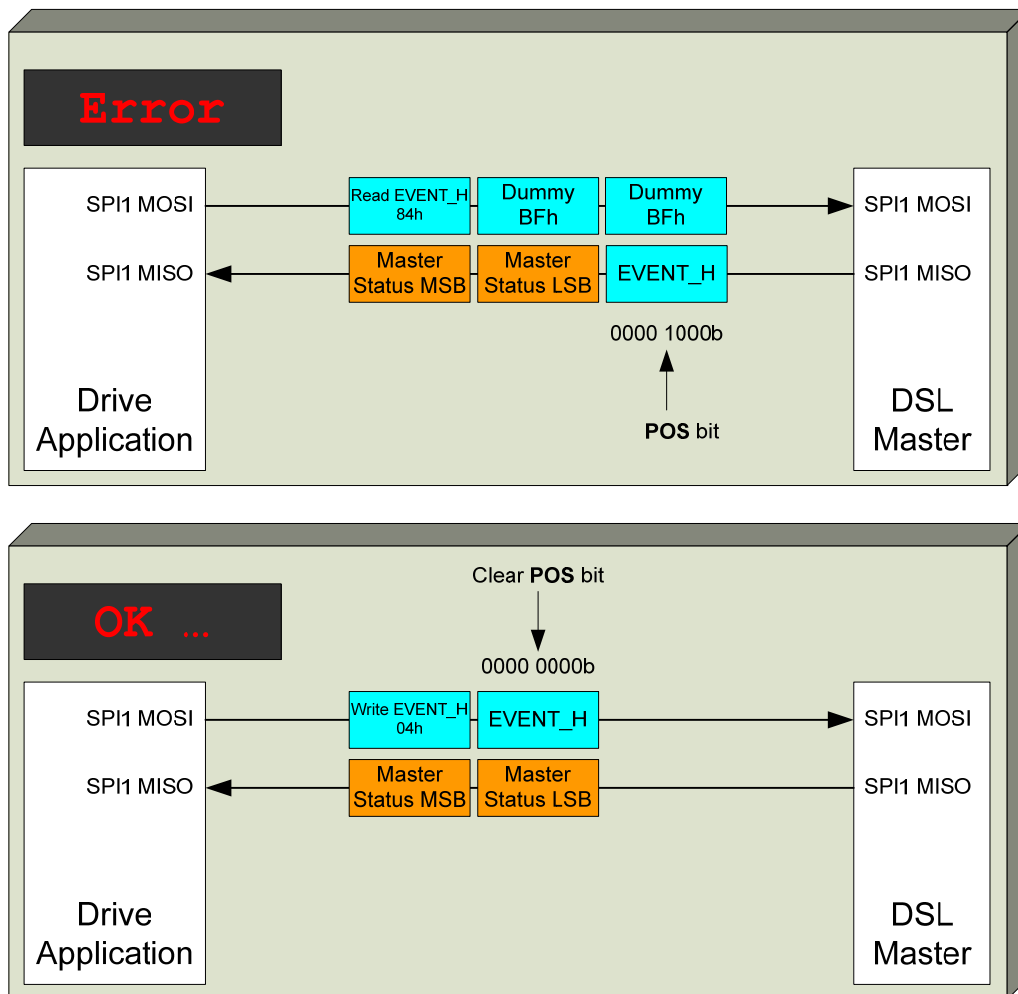 Error
SPI1 MOSI
Read EVENT_H
84h
Dummy
BFh
Dummy
BFh
SPI1 MOSI
SPI1 MISO
Master
Status MSB
Master
Status LSB
EVENT_H
SPI1 MISO
0000 1000b
POS bit
Drive
Application
DSL
Master
Clear POS bit
OK ...
0000 0000b
SPI1 MOSI
Write EVENT_H
04h
EVENT_H
SPI1 MOSI
SPI1 MISO
Master
Status MSB
Master
Status LSB
SPI1 MISO
Drive
Application
DSL
Master